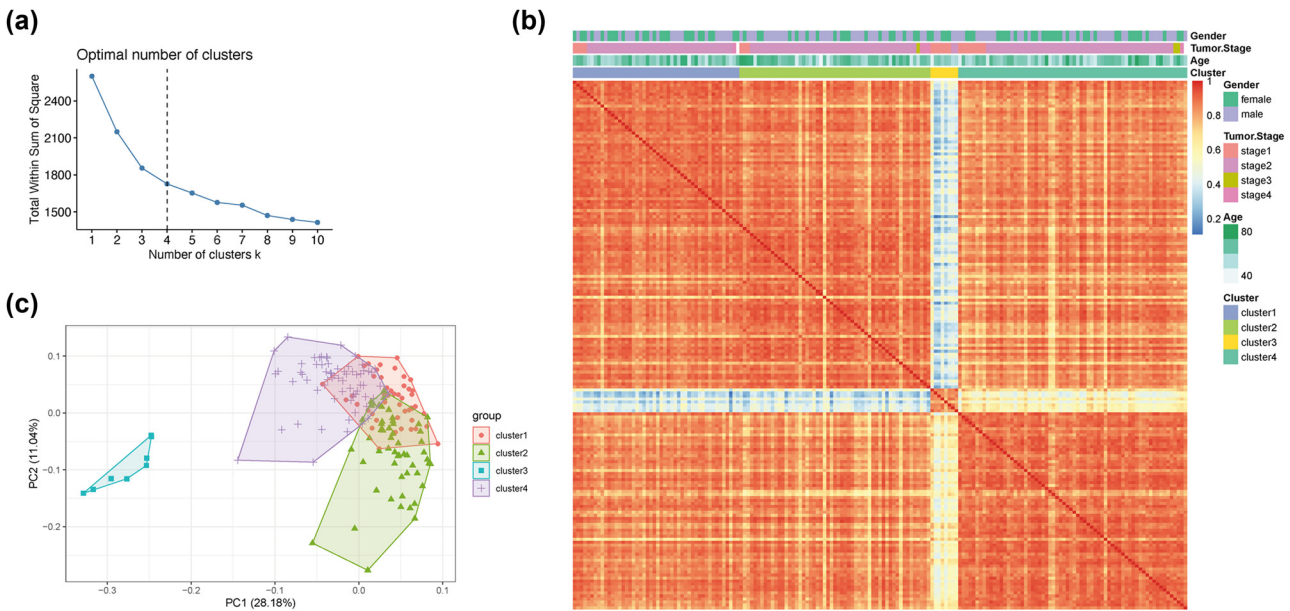 (a)
Optimal number of clusters
Total Within Sum of Square
2400
2100
1800
1500
1 2 3 4 5 6 7 8 9 10
Number of clusters k
(b)
Gender
Tumor.Stage
Age
Cluster
1
0.8
0.6
0.4
0.2
Gender
female
male
Tumor.Stage
stage1
stage2
stage3
stage4
Age
80
40
Cluster
cluster1
cluster2
cluster3
cluster4
(c)
PC2 (11.04%)
0.1
0.0
−0.1
−0.2
−0.3 −0.2 −0.1 0.0 0.1
PC1 (28.18%)
group
cluster1
cluster2
cluster3
cluster4